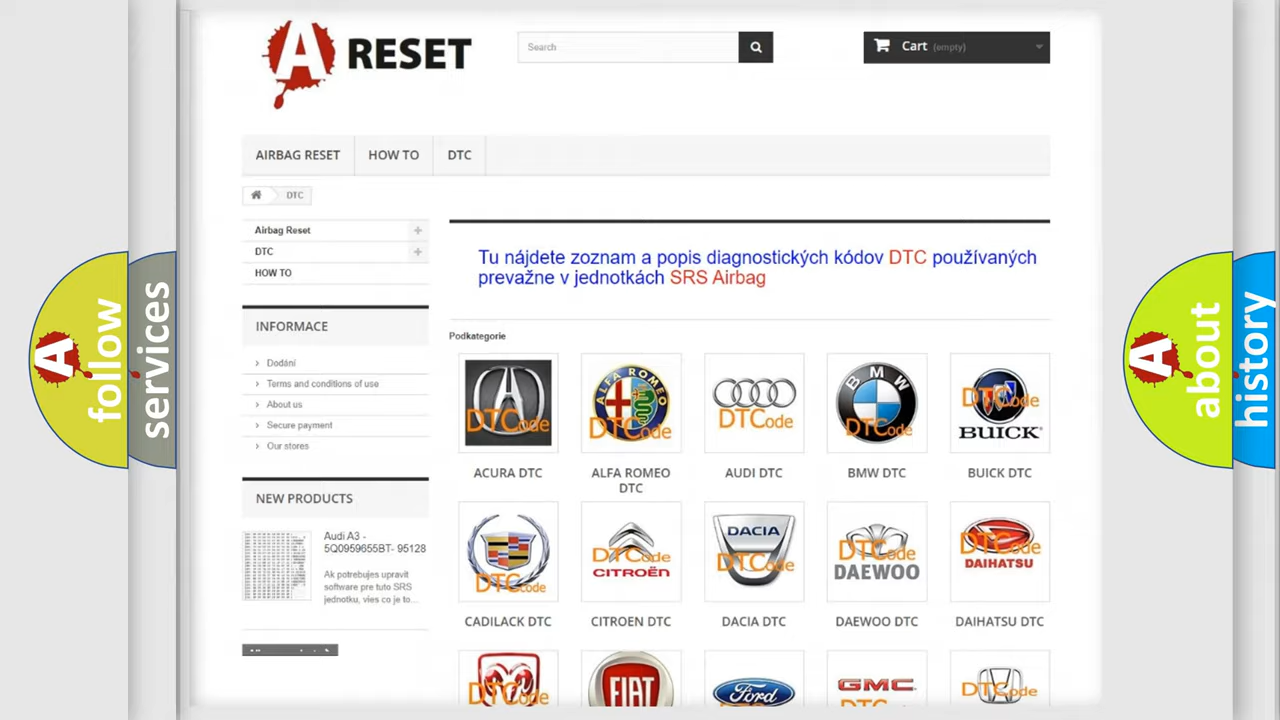 A RESET
Search
Cart (empty)
AIRBAG RESET
HOW TO
DTC
DTC
Airbag Reset
DTC
HOW TO
INFORMACE
Dodání
Terms and conditions of use
About us
Secure payment
Our stores
NEW PRODUCTS
Audi A3 -
5Q0959655BT- 95128
Ak potrebujes upravit
software pre tuto SRS
jednotku, vies co je to...
Tu nájdete zoznam a popis diagnostických kódov DTC používaných
prevažne v jednotkách SRS Airbag
Podkategorie
DTCode
ALFA ROMEO
DTCode
DTCode
BMW
DTCode
DTCode
BUICK
ACURA DTC
ALFA ROMEO
DTC
AUDI DTC
BMW DTC
BUICK DTC
DTCode
DTCode
CITROËN
DACIA
DTCode
DTCode
DAEWOO
DTCode
DAIHATSU
CADILACK DTC
CITROEN DTC
DACIA DTC
DAEWOO DTC
DAIHATSU DTC
DTCode
FIAT
Ford
GMC
DTCode
A follow
services
A about
history